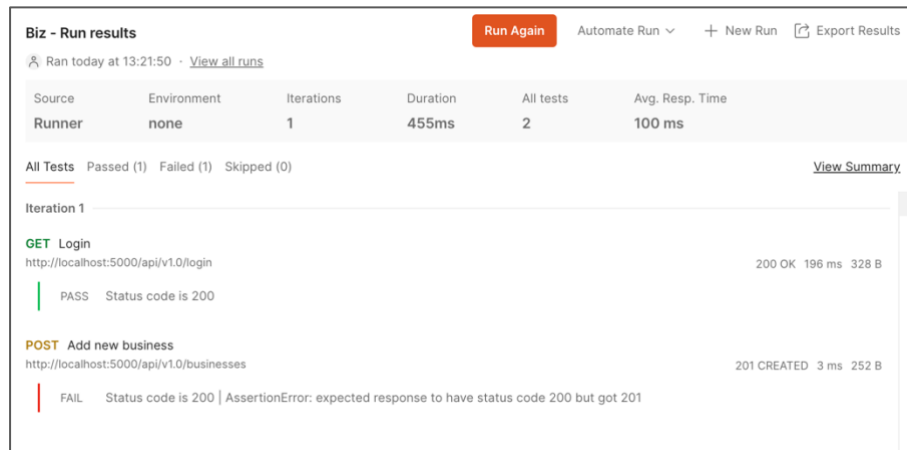 Biz - Run results
Run Again
Automate Run
New Run
Export Results
Ran today at 13:21:50 · View all runs
Source Environment Iterations Duration All tests Avg. Resp. Time
Runner none 1 455ms 2 100 ms
All Tests Passed (1) Failed (1) Skipped (0) View Summary
Iteration 1
GET Login
http://localhost:5000/api/v1.0/login 200 OK 196 ms 328 B
PASS Status code is 200
POST Add new business
http://localhost:5000/api/v1.0/businesses 201 CREATED 3 ms 252 B
FAIL Status code is 200 | AssertionError: expected response to have status code 200 but got 201